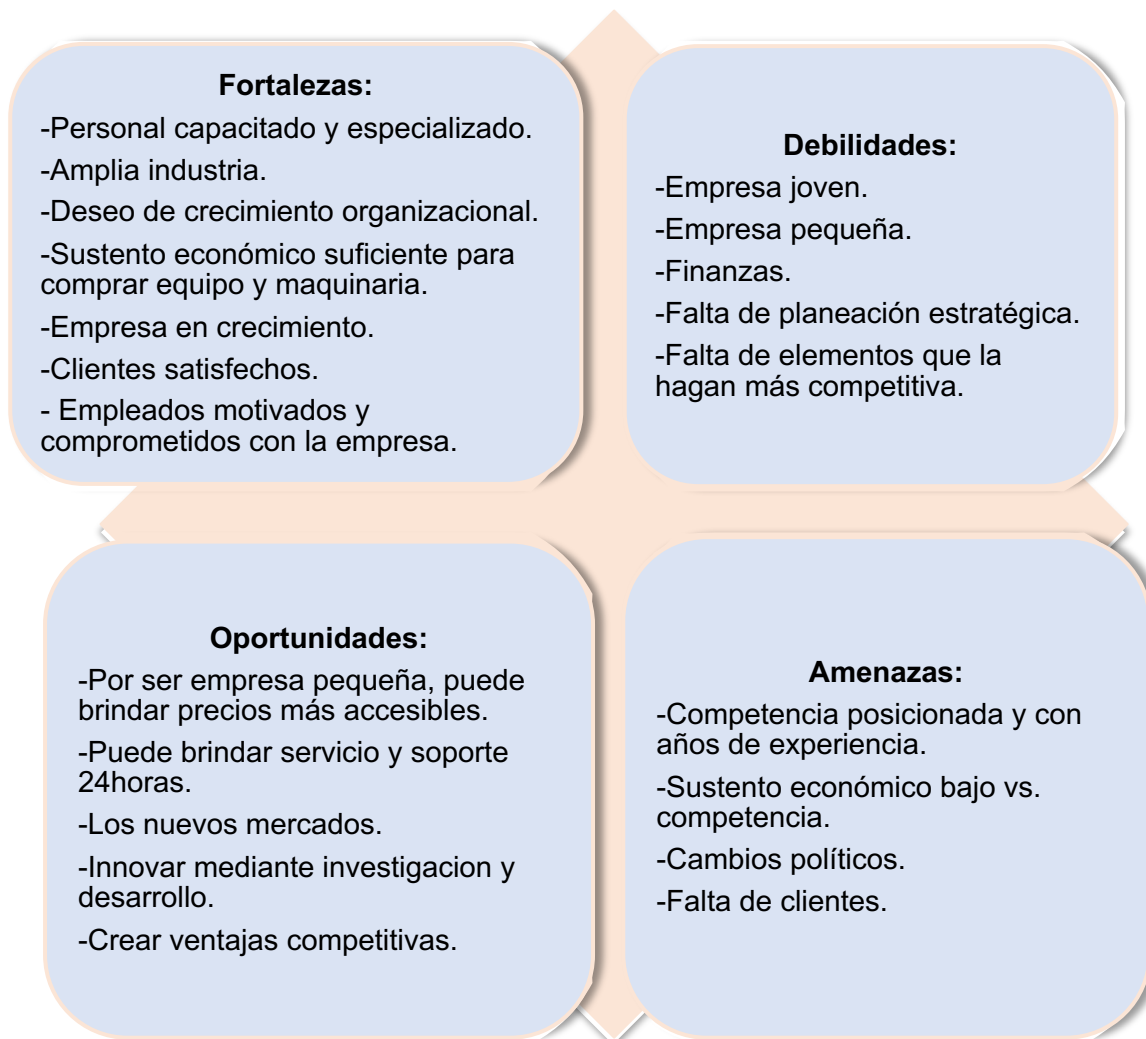 Fortalezas:
-Personal capacitado y especializado.
-Amplia industria.
-Deseo de crecimiento organizacional.
-Sustento económico suficiente para
comprar equipo y maquinaria.
-Empresa en crecimiento.
-Clientes satisfechos.
- Empleados motivados y
comprometidos con la empresa.
Debilidades:
-Empresa joven.
-Empresa pequeña.
-Finanzas.
-Falta de planeación estratégica.
-Falta de elementos que la
hagan más competitiva.
Oportunidades:
-Por ser empresa pequeña, puede
brindar precios más accesibles.
-Puede brindar servicio y soporte
24horas.
-Los nuevos mercados.
-Innovar mediante investigacion y
desarrollo.
-Crear ventajas competitivas.
Amenazas:
-Competencia posicionada y con
años de experiencia.
-Sustento económico bajo vs.
competencia.
-Cambios políticos.
-Falta de clientes.